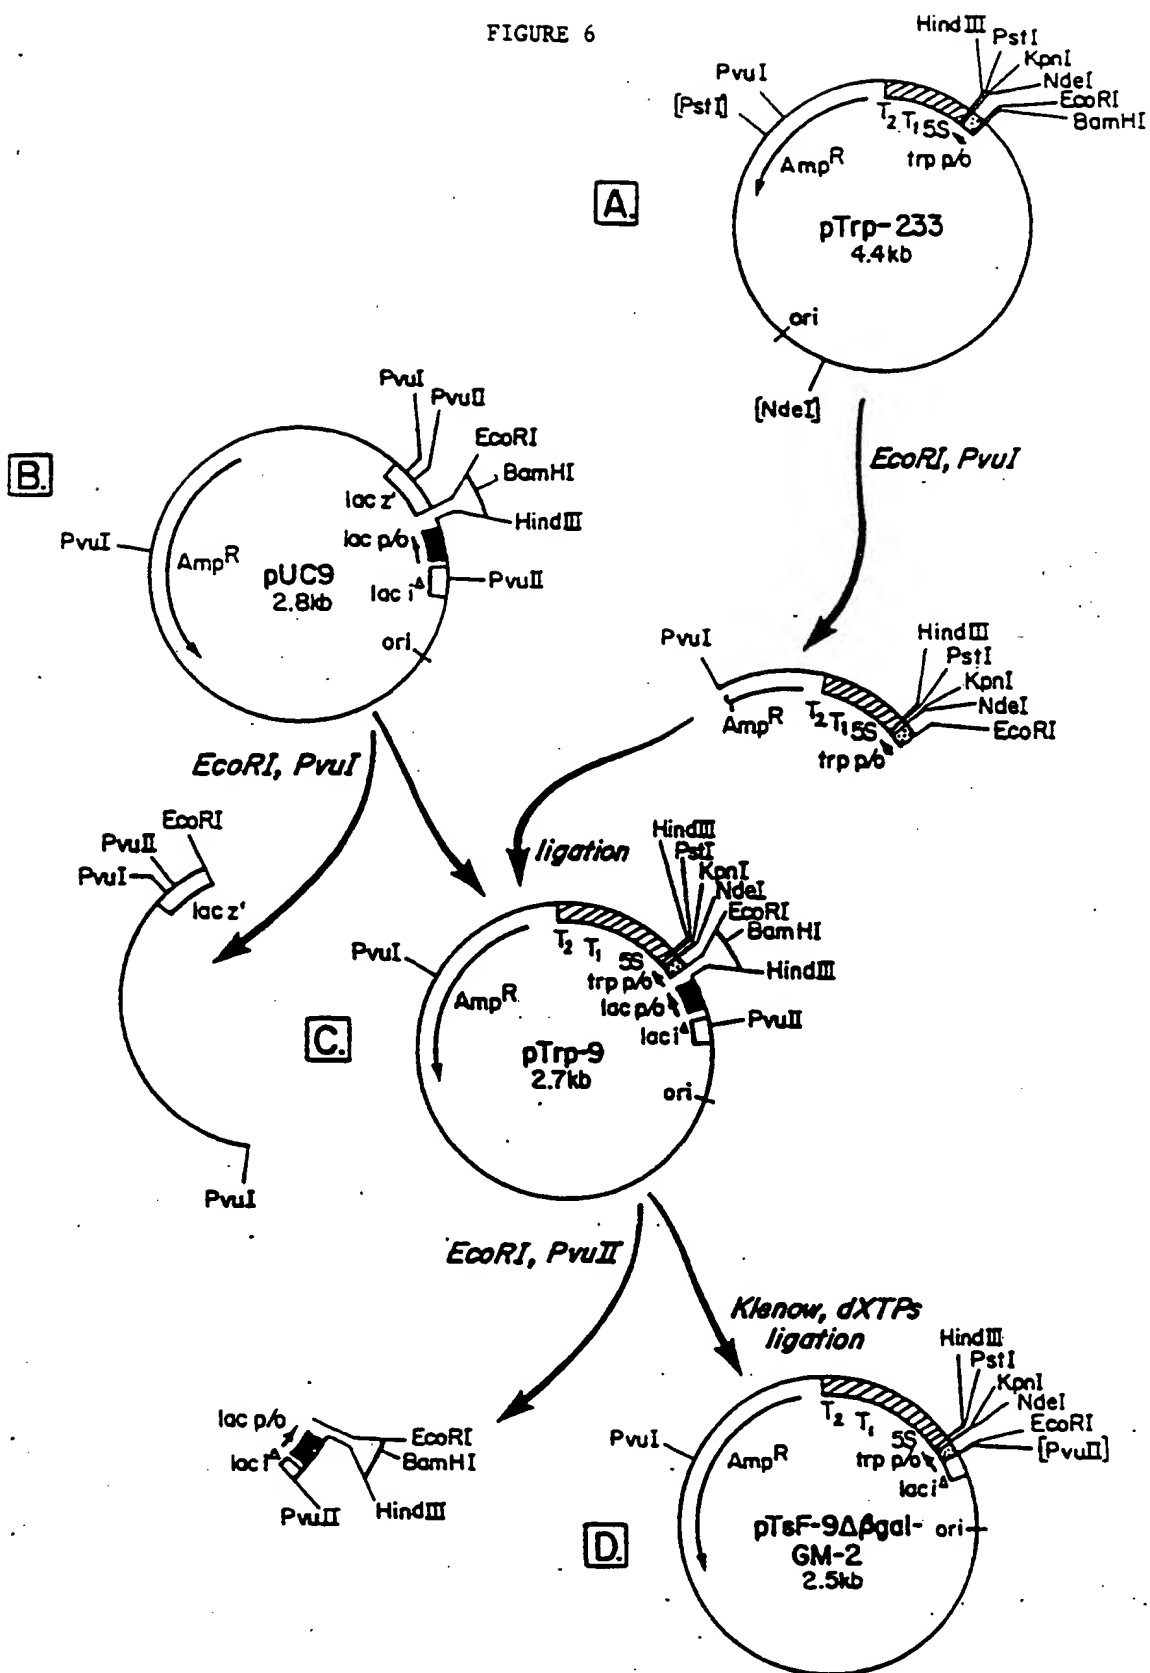 FIGURE 6
A.
HindIII
PstI
KpnI
NdeI
EcoRI
BamHI
PvuI
[PstI]
T2 T1 5S
trp p/o
AmpR
pTrp-233
4.4kb
ori
[NdeI]
EcoRI, PvuI
B.
PvuI
PvuII
EcoRI
BamHI
HindIII
lac z'
lac p/o
PvuI
AmpR
pUC9
2.8kb
lac iΔ
PvuII
ori
EcoRI, PvuI
PvuI
HindIII
PstI
KpnI
NdeI
EcoRI
AmpR
T2 T1 5S
trp p/o
EcoRI
PvuII
PvuI
lac z'
PvuI
ligation
C.
HindIII
PstI
KpnI
NdeI
EcoRI
BamHI
HindIII
PvuI
T2 T1 5S
trp p/o
lac p/o
AmpR
lac iΔ
PvuII
pTrp-9
2.7kb
ori
EcoRI, PvuII
Klenow, dXTPs
ligation
lac p/o
lac iΔ
EcoRI
BamHI
PvuII
HindIII
D.
HindIII
PstI
KpnI
NdeI
EcoRI
[PvuII]
PvuI
T2 T1 5S
trp p/o
AmpR
lac iΔ
pTsF-9Δβgal-
GM-2
2.5kb
ori